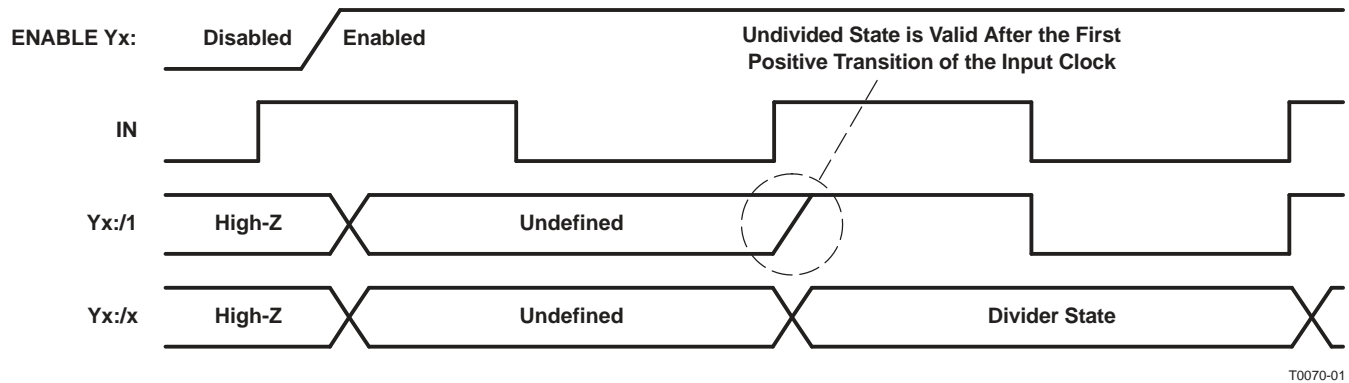 ENABLE Yx:
Disabled
Enabled
Undivided State is Valid After the First
Positive Transition of the Input Clock
IN
Yx:/1
High-Z
Undefined
Yx:/x
High-Z
Undefined
Divider State
T0070-01